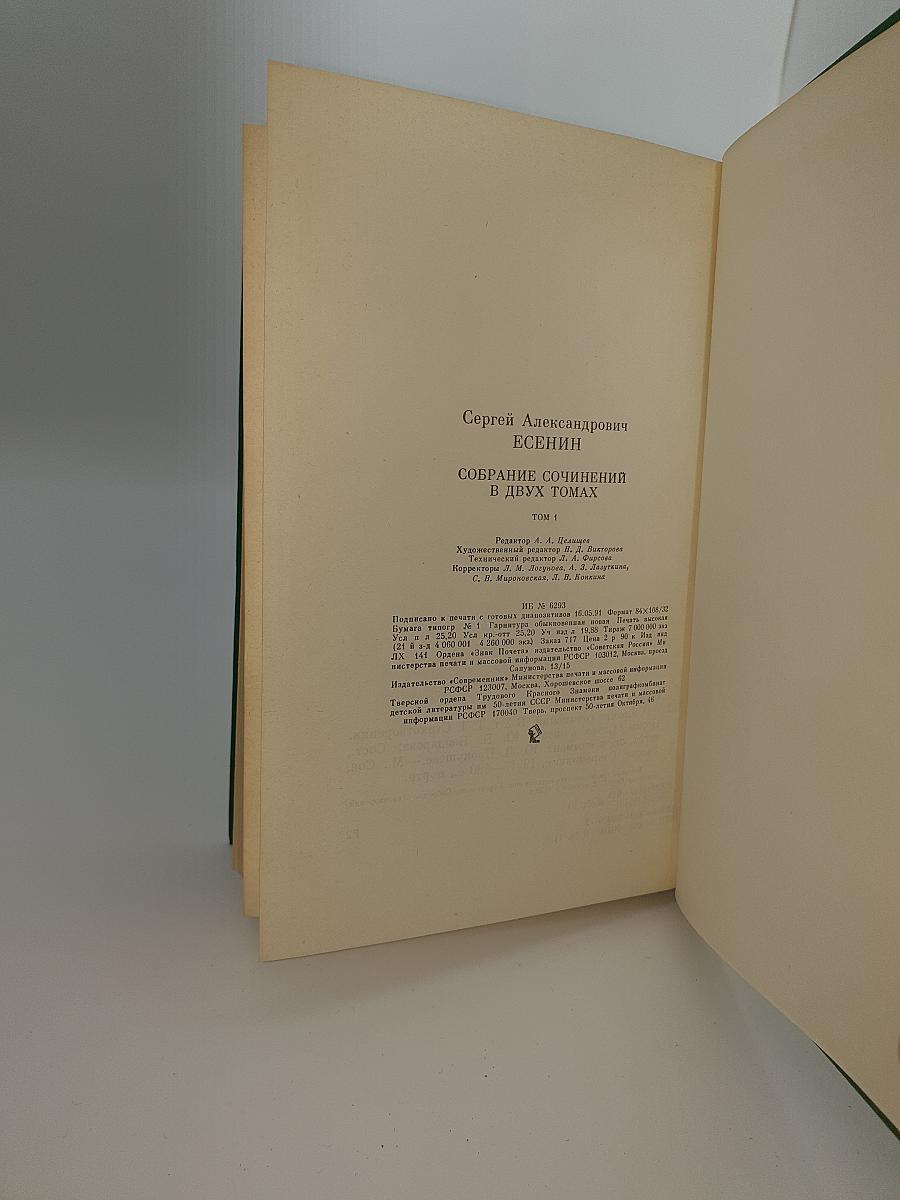 Сергей Александрович
ЕСЕНИН
СОБРАНИЕ СОЧИНЕНИЙ
В ДВУХ ТОМАХ
ТОМ 1
Редактор А. А. Целищев
Художественный редактор Н. Д. Викторова
Технический редактор Л. А. Фирсова
Корректоры Л. М. Логунова, А. З. Лазуткина,
С. В. Мироновская, Л. В. Конкина
ИБ № 6293
Подписано к печати с готовых диапозитивов 16.05.91 Формат 84×108/32
Бумага типогр № 1 Гарнитура обыкновенная новая Печать высокая
Усл п л 25,20 Усл кр.-отт 25,20 Уч изд л 19,88 Тираж 7 000 000 экз
(21 й з-д 4 060 001 4 260 000 экз) Заказ 717 Цена 2 р 90 к Изд инд
ЛХ 141 Ордена «Знак Почета» издательство «Советская Россия» Ми
нистерства печати и массовой информации РСФСР 103012, Москва, проезд
Сапунова, 13/15
Издательство «Современник» Министерства печати и массовой информации
РСФСР 123007, Москва, Хорошевское шоссе 62
Тверской ордена Трудового Красного Знамени полиграфкомбинат
детской литературы им 50-летия СССР Министерства печати и массовой
информации РСФСР 170040 Тверь, проспект 50-летия Октября, 46